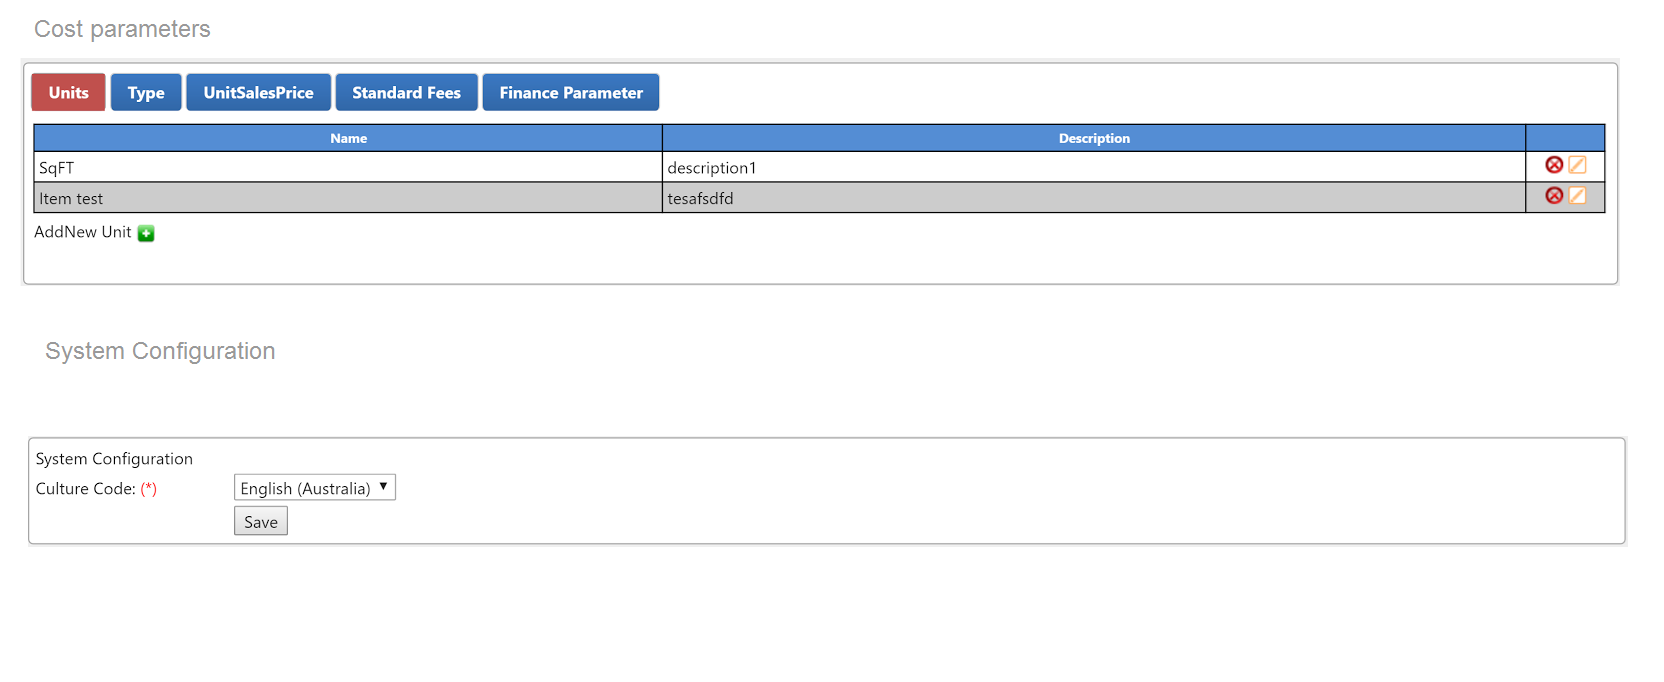 Cost parameters
Units Type UnitSalesPrice Standard Fees Finance Parameter
Name Description
SqFT description1
Item test tesafsdfd
AddNew Unit
System Configuration
System Configuration
Culture Code: (*) English (Australia)
Save